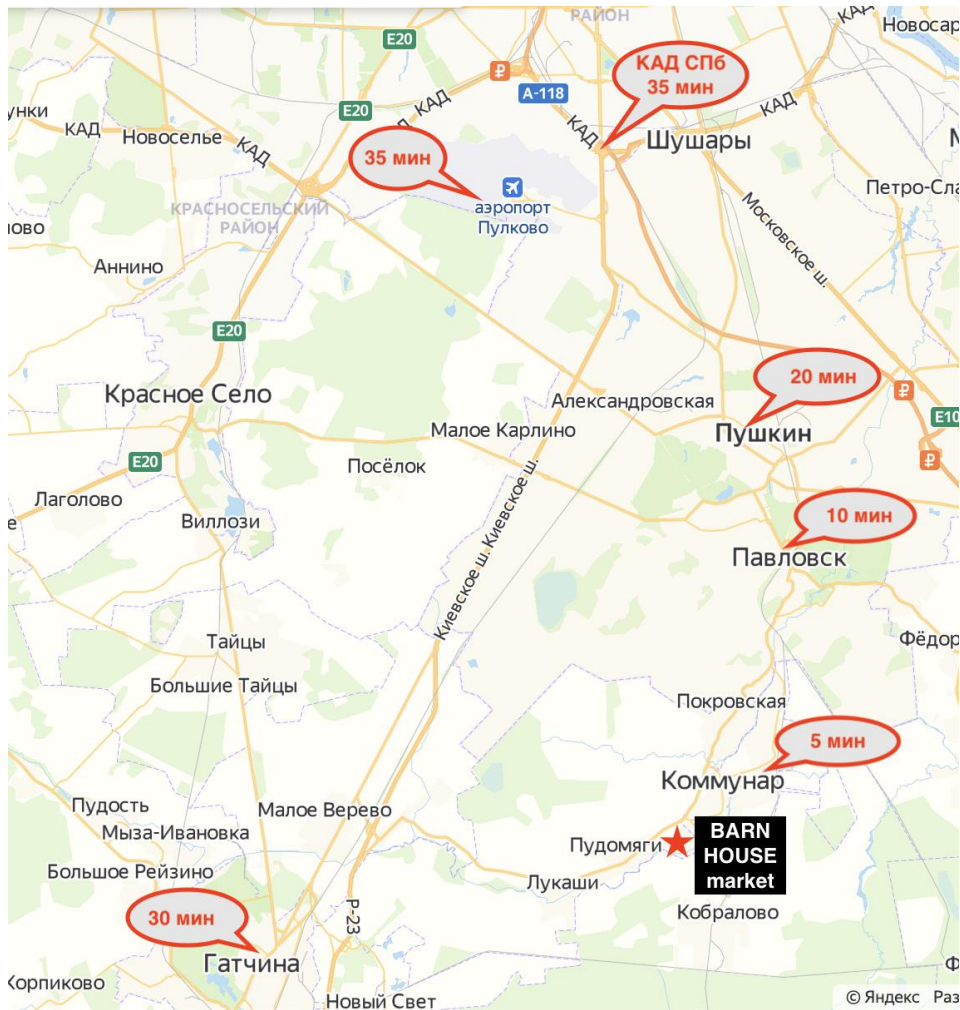 РАЙОН
КАД
Новосар
E20
E20
₽
КАД СПб
35 мин
А-118
КАД
КАД
КАД
унки
КАД
Новоселье
КАД
Шушары
35 мин
аэропорт
Пулково
Петро-Сла
КРАСНОСЕЛЬСКИЙ
РАЙОН
ово
Московское ш.
Аннино
E20
20 мин
Красное Село
Александровская
₽
E10
Малое Карлино
Пушкин
E20
Посёлок
₽
Лаголово
е
Виллози
10 мин
Павловск
Киевское ш. Киевское ш.
Тайцы
Фёдор
Большие Тайцы
Покровская
5 мин
Коммунар
Пудость
Малое Верево
Мыза-Ивановка
Пудомяги
BARN
HOUSE
market
Большое Рейзино
Лукаши
30 мин
Р-23
Кобралово
Гатчина
Корпиково
Новый Свет
Ф
© Яндекс Раз